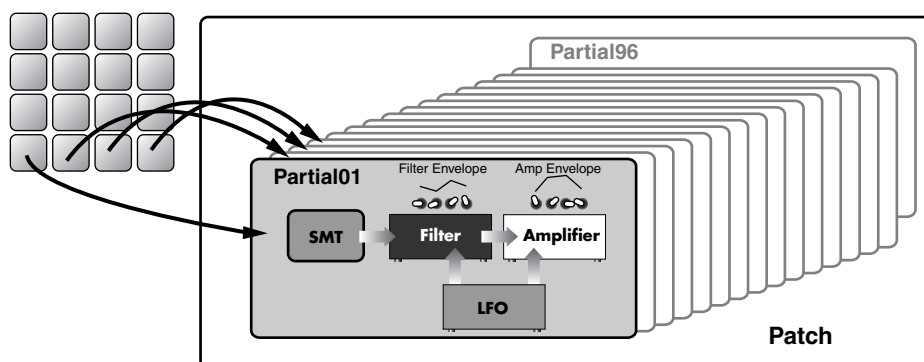 Partial96
Partial01
Filter Envelope
Amp Envelope
SMT
Filter
Amplifier
LFO
Patch